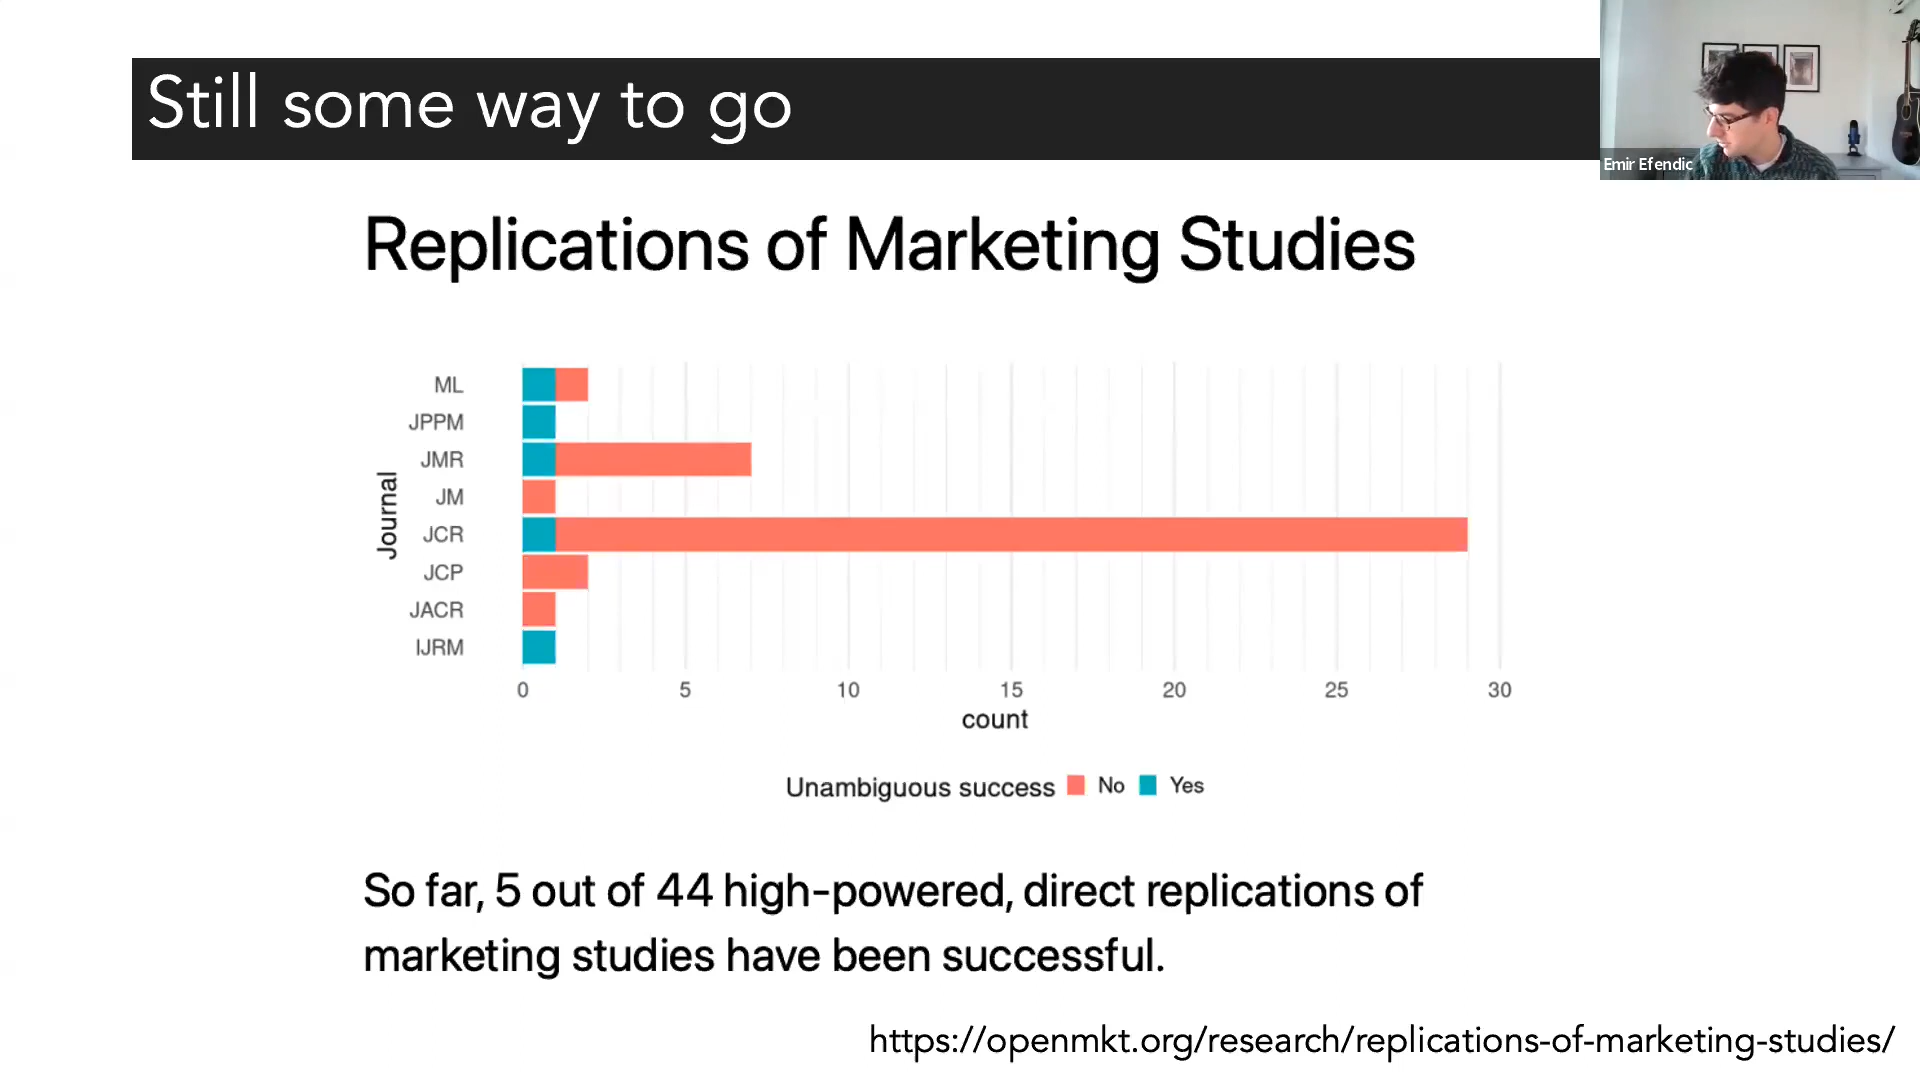 Still some way to go
Emir Efendic
Replications of Marketing Studies
Journal
ML
JPPM
JMR
JM
JCR
JCP
JACR
IJRM
0 5 10 15 20 25 30
count
Unambiguous success No Yes
So far, 5 out of 44 high-powered, direct replications of
marketing studies have been successful.
https://openmkt.org/research/replications-of-marketing-studies/